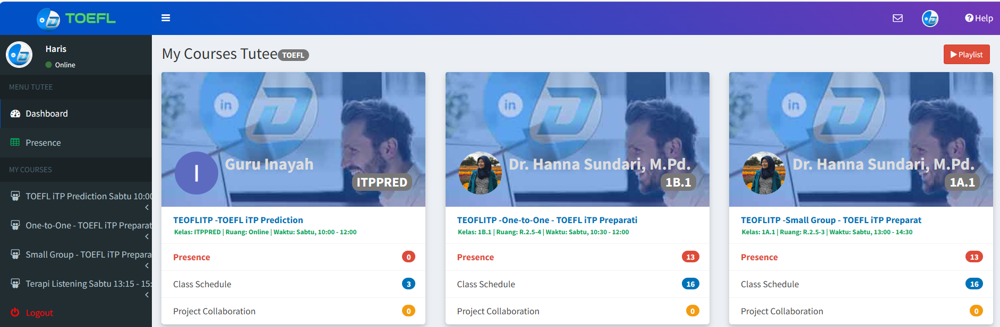 in D TOEFL
Help
Haris
Online
MENU TUTEE
Dashboard
Presence
MY COURSES
TOEFL iTP Prediction Sabtu 10:00
One-to-One - TOEFL iTP Preparat
Small Group - TOEFL iTP Prepara
Terapi Listening Sabtu 13:15 - 15:
Logout
My Courses Tutee TOEFL
Playlist
in D
I
Guru Inayah
ITPPRED
TEOFLITP -TOEFL iTP Prediction
Kelas: ITPPRED | Ruang: Online | Waktu: Sabtu, 10:00 - 12:00
Presence 0
Class Schedule 3
Project Collaboration 0
in D
Dr. Hanna Sundari, M.Pd.
1B.1
TEOFLITP -One-to-One - TOEFL iTP Preparati
Kelas: 1B.1 | Ruang: R.2.5-4 | Waktu: Sabtu, 10:30 - 12:00
Presence 13
Class Schedule 16
Project Collaboration 0
in D
Dr. Hanna Sundari, M.Pd.
1A.1
TEOFLITP -Small Group - TOEFL iTP Preparat
Kelas: 1A.1 | Ruang: R.2.5-3 | Waktu: Sabtu, 13:00 - 14:30
Presence 13
Class Schedule 16
Project Collaboration 0